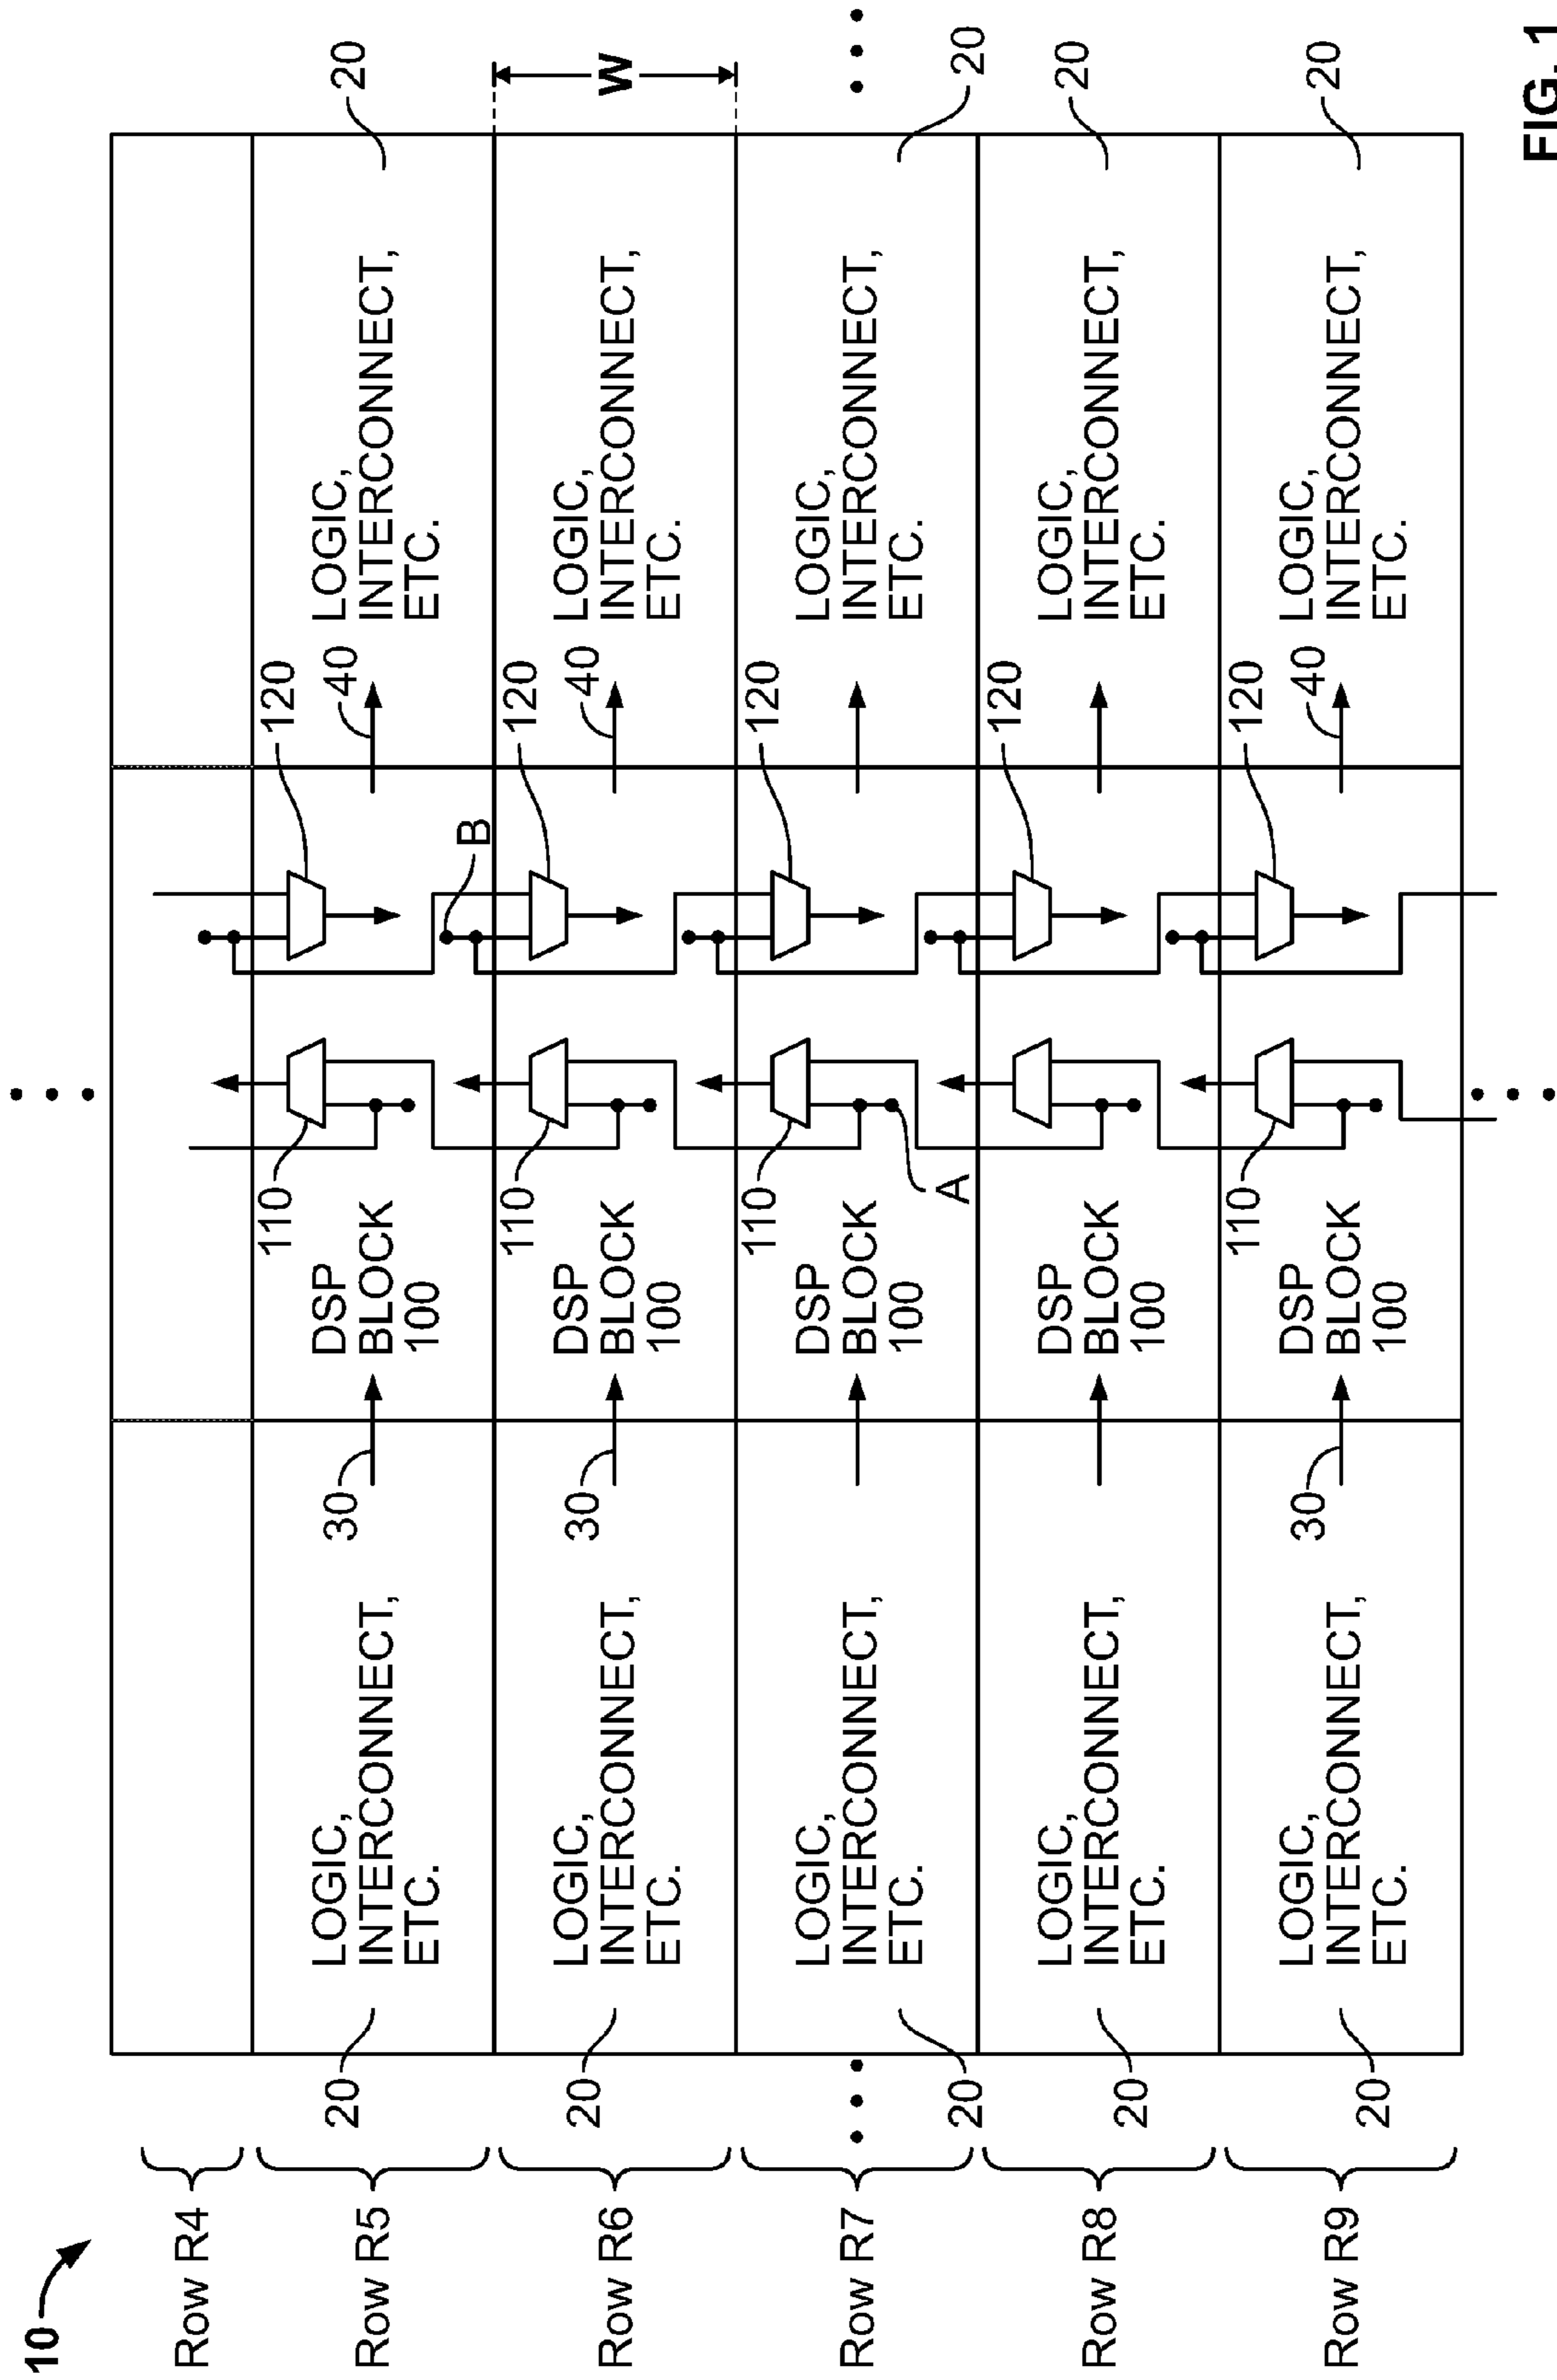 10
Row R4
Row R5
20
LOGIC,
INTERCONNECT,
ETC.
30
DSP
BLOCK
100
110
120
40
LOGIC,
INTERCONNECT,
ETC.
20
Row R6
20
LOGIC,
INTERCONNECT,
ETC.
30
DSP
BLOCK
100
110
B
120
40
LOGIC,
INTERCONNECT,
ETC.
W
Row R7
20
LOGIC,
INTERCONNECT,
ETC.
DSP
BLOCK
100
110
A
120
LOGIC,
INTERCONNECT,
ETC.
20
Row R8
20
LOGIC,
INTERCONNECT,
ETC.
DSP
BLOCK
100
120
LOGIC,
INTERCONNECT,
ETC.
20
Row R9
20
LOGIC,
INTERCONNECT,
ETC.
30
DSP
BLOCK
100
110
120
40
LOGIC,
INTERCONNECT,
ETC.
20
FIG. 1